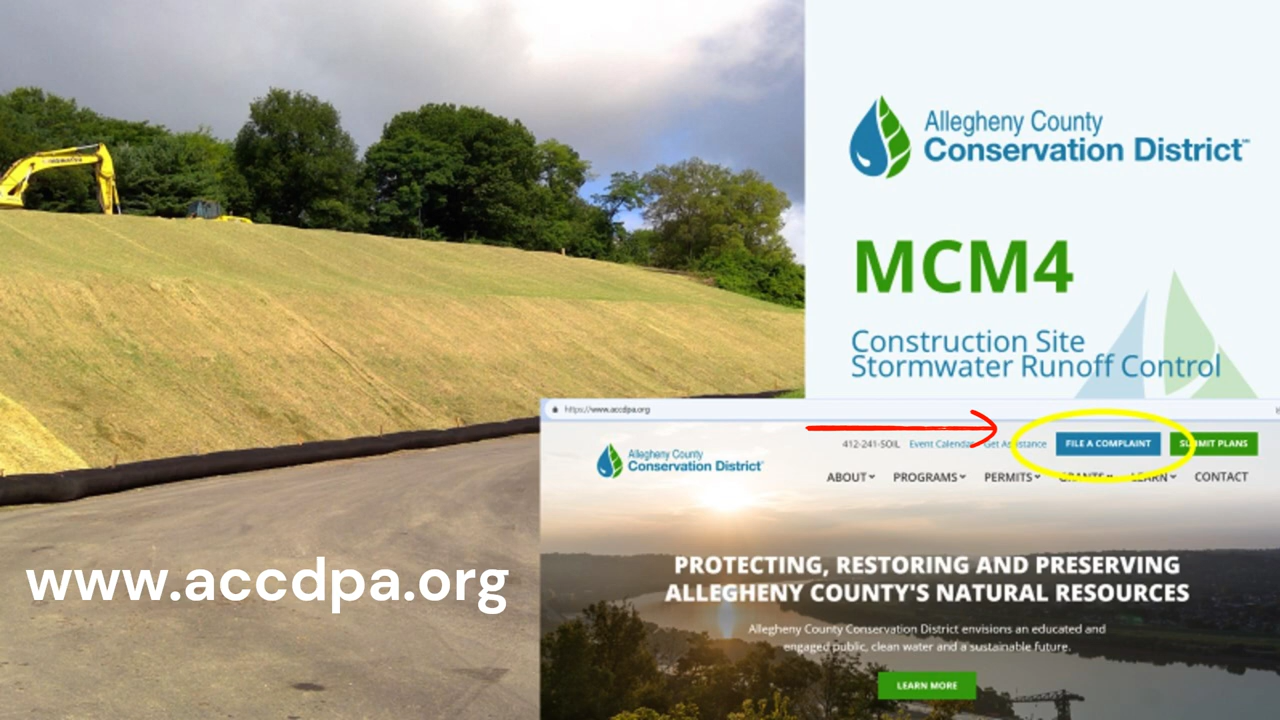 KOMATSU
Allegheny County
Conservation District
MCM4
Construction Site
Stormwater Runoff Control
https://www.accdpa.org
412-241-SOIL Event Calendar Get Assistance FILE A COMPLAINT SUBMIT PLANS
Allegheny County
Conservation District
ABOUT PROGRAMS PERMITS GRANTS LEARN CONTACT
PROTECTING, RESTORING AND PRESERVING
ALLEGHENY COUNTY'S NATURAL RESOURCES
Allegheny County Conservation District envisions an educated and
engaged public, clean water and a sustainable future.
LEARN MORE
www.accdpa.org